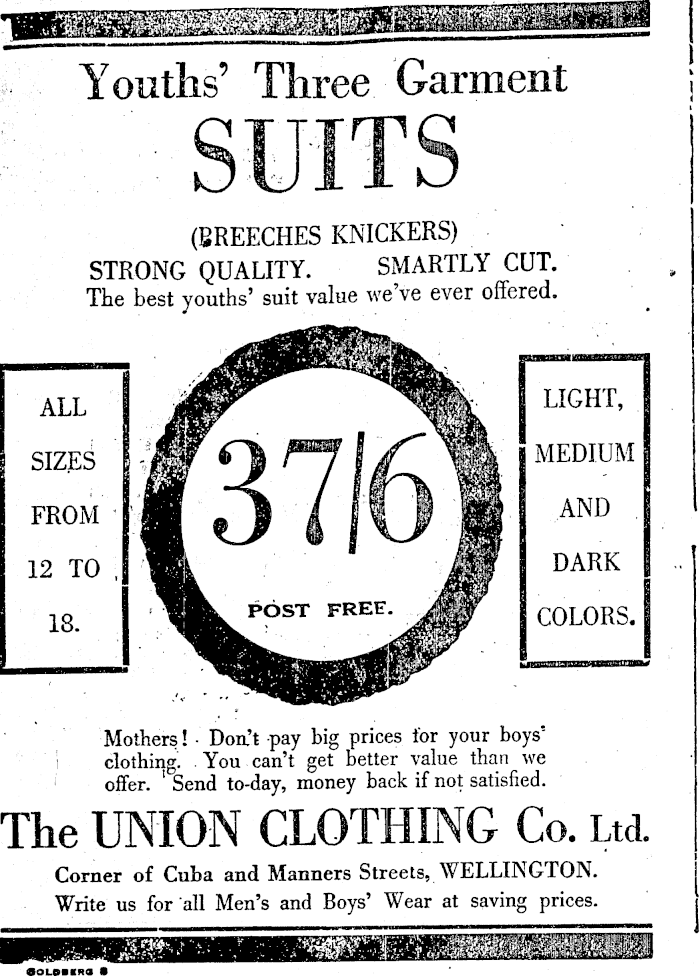 Youths' Three Garment
SUITS
(BREECHES KNICKERS)
STRONG QUALITY. SMARTLY CUT.
The best youths' suit value we've ever offered.
ALL
SIZES
FROM
12 TO
18.
37/6
POST FREE.
LIGHT,
MEDIUM
AND
DARK
COLORS.
Mothers! Don't pay big prices for your boys'
clothing. You can't get better value than we
offer. Send to-day, money back if not satisfied.
The UNION CLOTHING Co. Ltd.
Corner of Cuba and Manners Streets, WELLINGTON.
Write us for all Men's and Boys' Wear at saving prices.
GOLDBERG 8